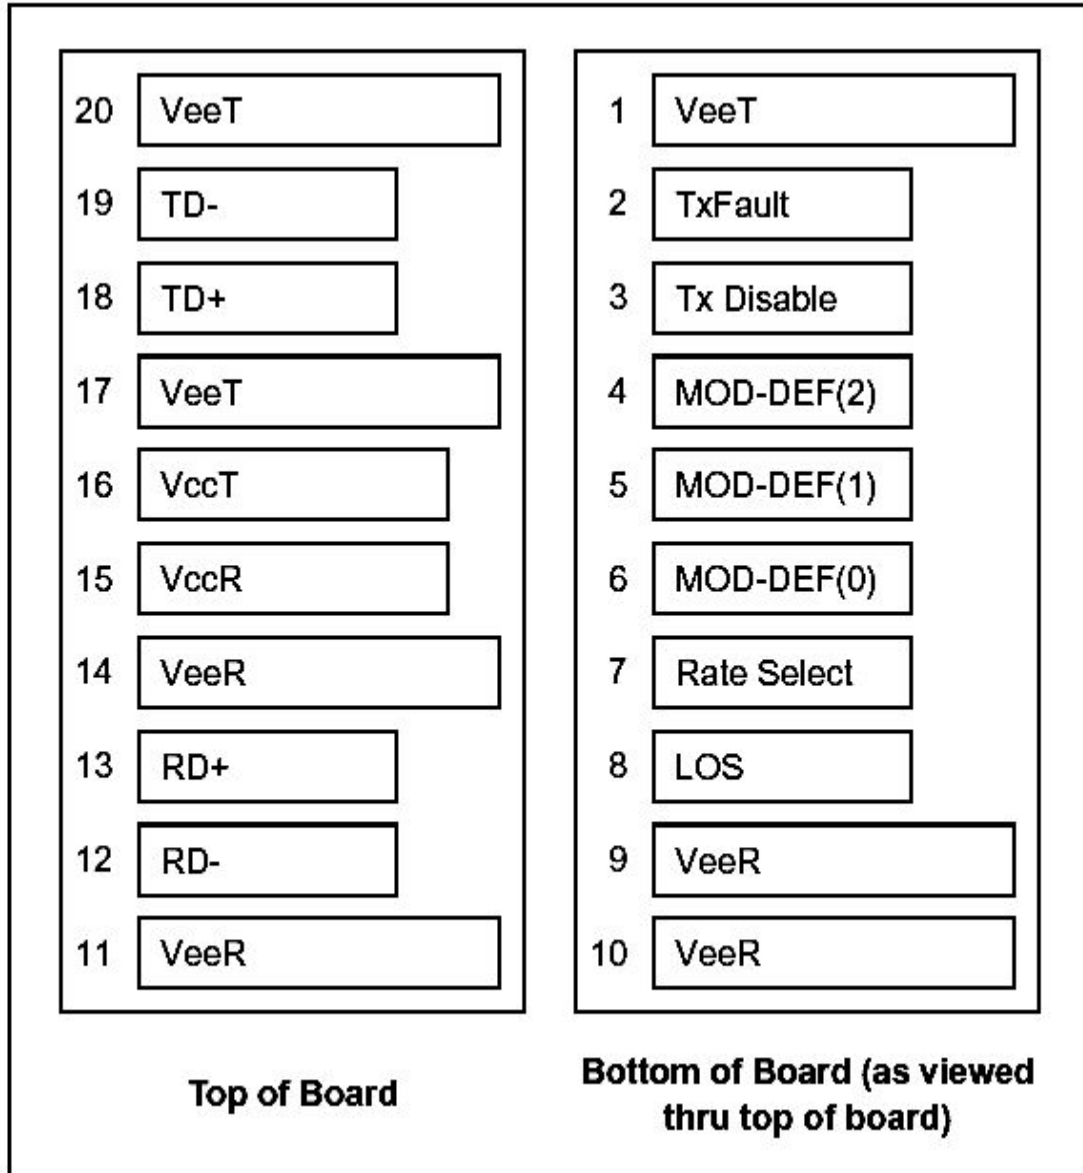 20 VeeT
19 TD-
18 TD+
17 VeeT
16 VccT
15 VccR
14 VeeR
13 RD+
12 RD-
11 VeeR
Top of Board
1 VeeT
2 TxFault
3 Tx Disable
4 MOD-DEF(2)
5 MOD-DEF(1)
6 MOD-DEF(0)
7 Rate Select
8 LOS
9 VeeR
10 VeeR
Bottom of Board (as viewed
thru top of board)